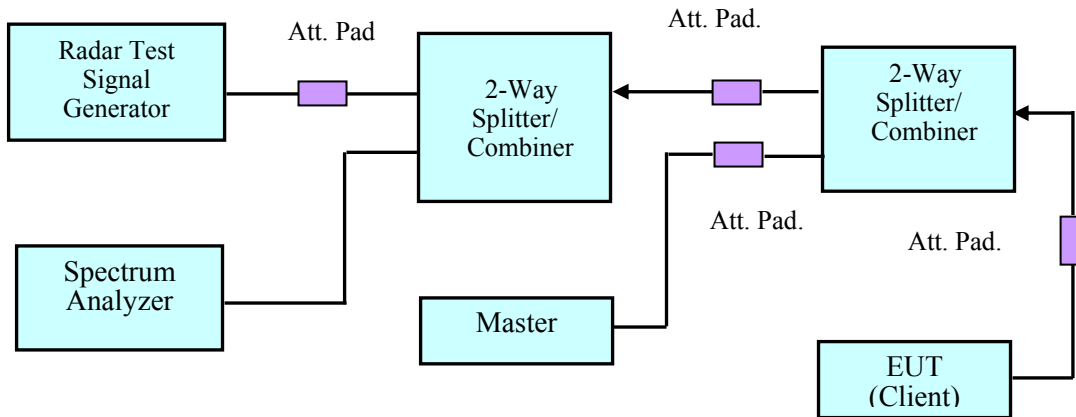 Radar Test
Signal
Generator
Att. Pad
2-Way
Splitter/
Combiner
Att. Pad.
2-Way
Splitter/
Combiner
Att. Pad.
Att. Pad.
Spectrum
Analyzer
Master
EUT
(Client)